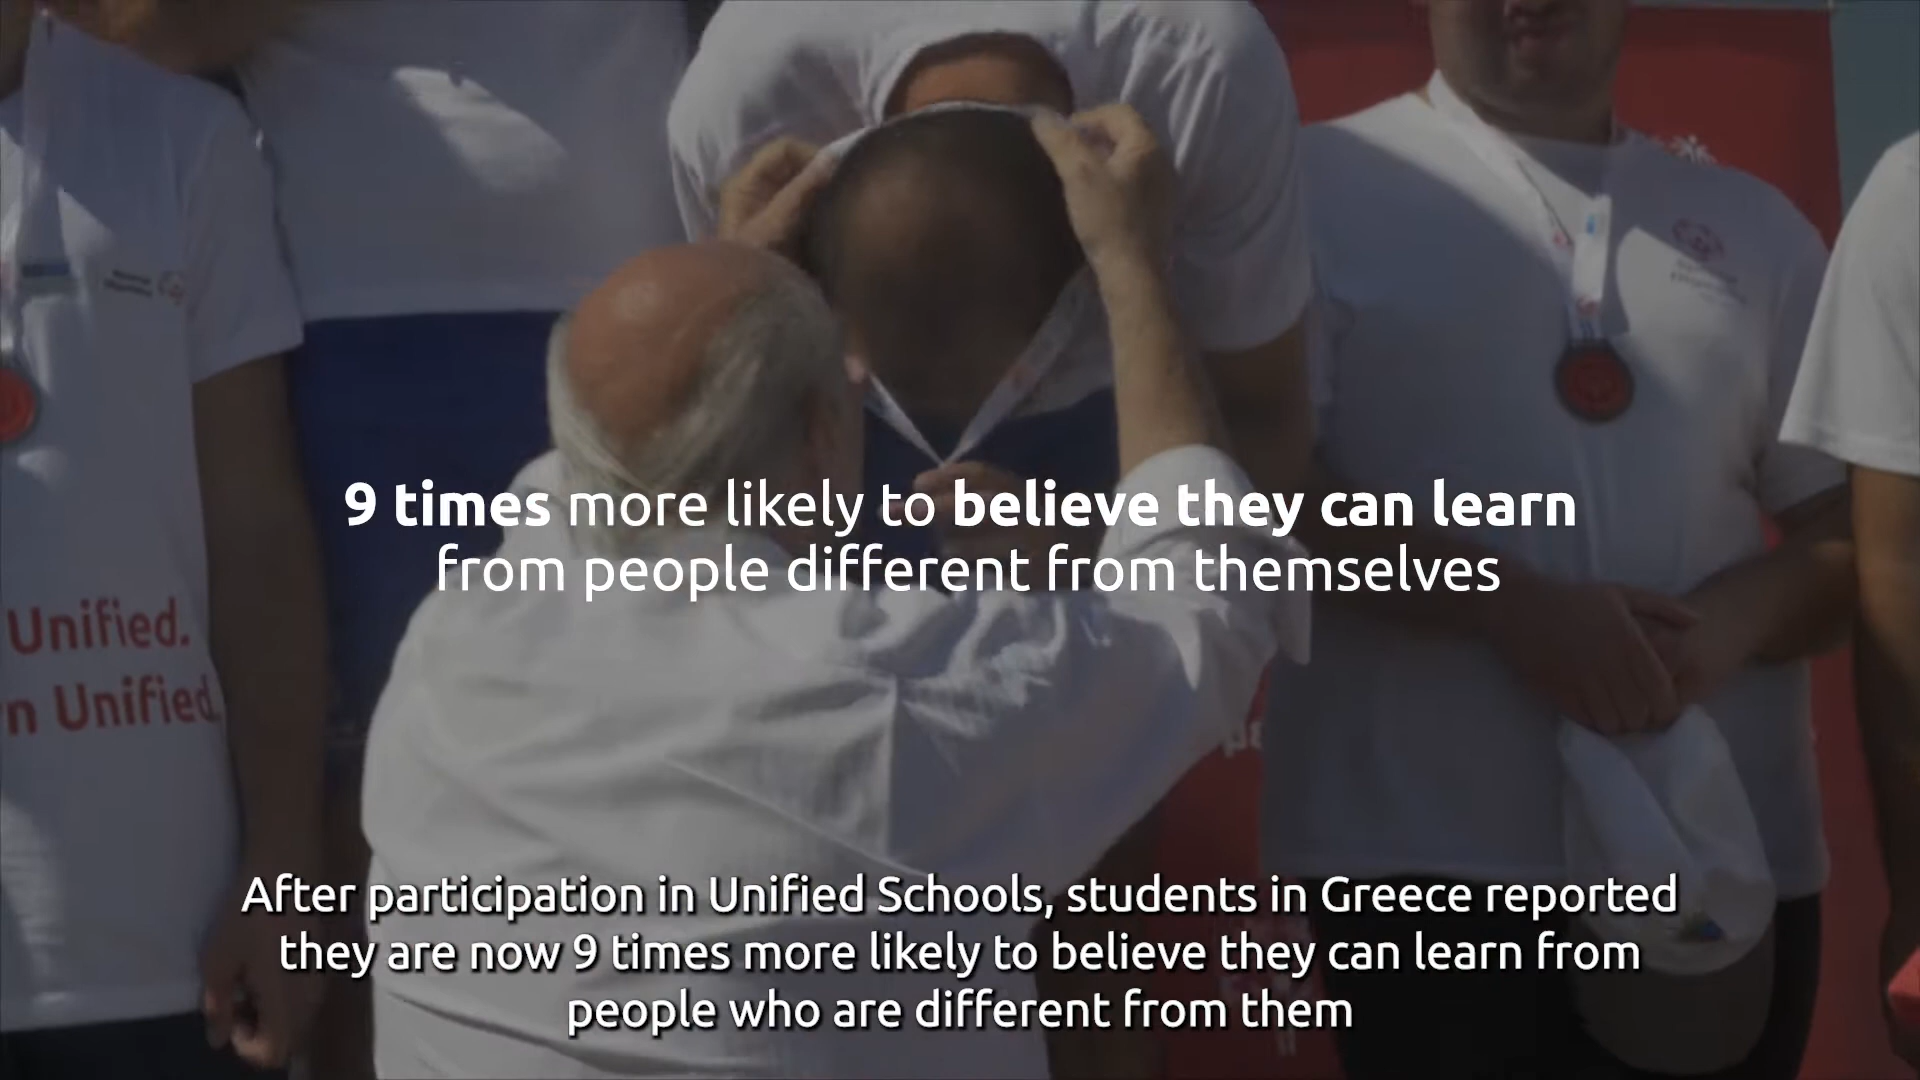 9 times more likely to believe they can learn
from people different from themselves
Unified.
n Unified.
After participation in Unified Schools, students in Greece reported
they are now 9 times more likely to believe they can learn from
people who are different from them